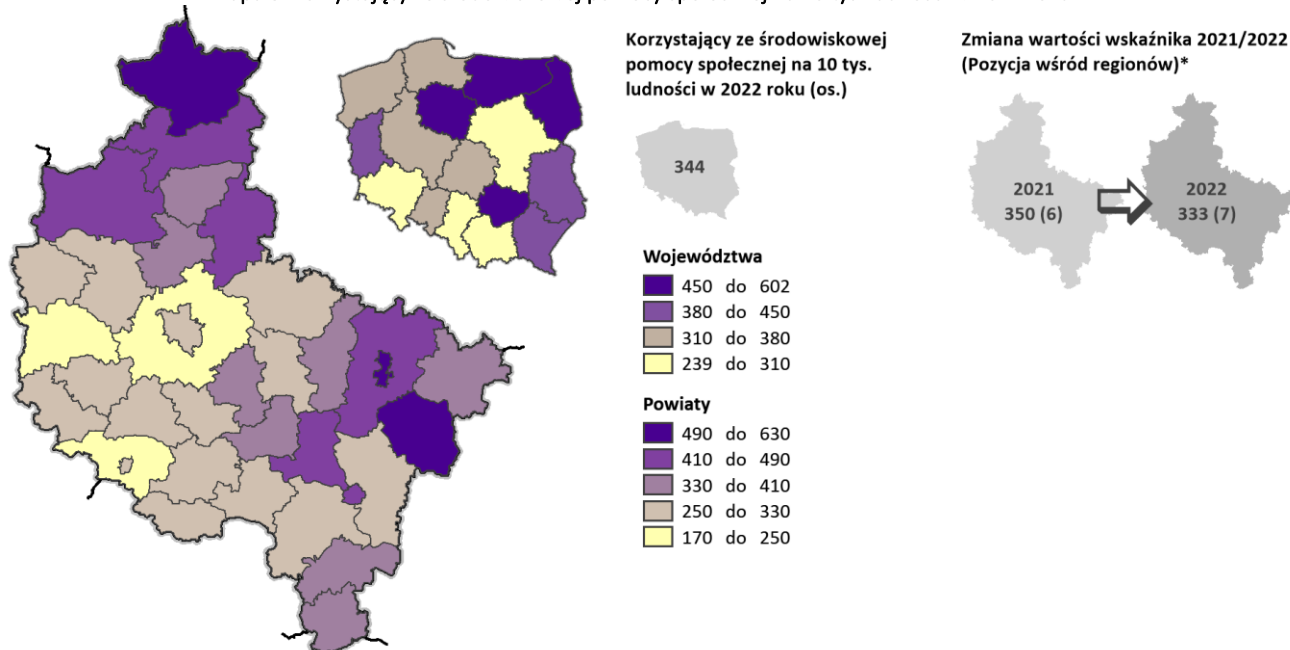 Korzystający ze środowiskowej
pomocy społecznej na 10 tys.
ludności w 2022 roku (os.)
344
Zmiana wartości wskaźnika 2021/2022
(Pozycja wśród regionów)*
2021
350 (6)
2022
333 (7)
Województwa
450 do 602
380 do 450
310 do 380
239 do 310
Powiaty
490 do 630
410 do 490
330 do 410
250 do 330
170 do 250